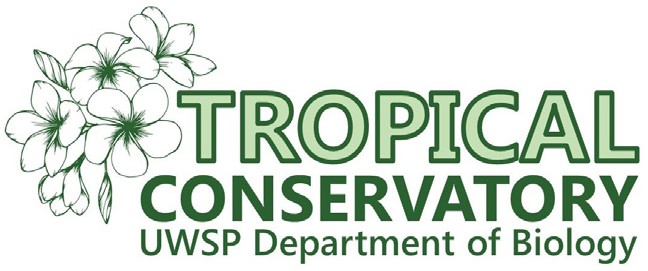 TROPICAL
CONSERVATORY
UWSP Department of Biology